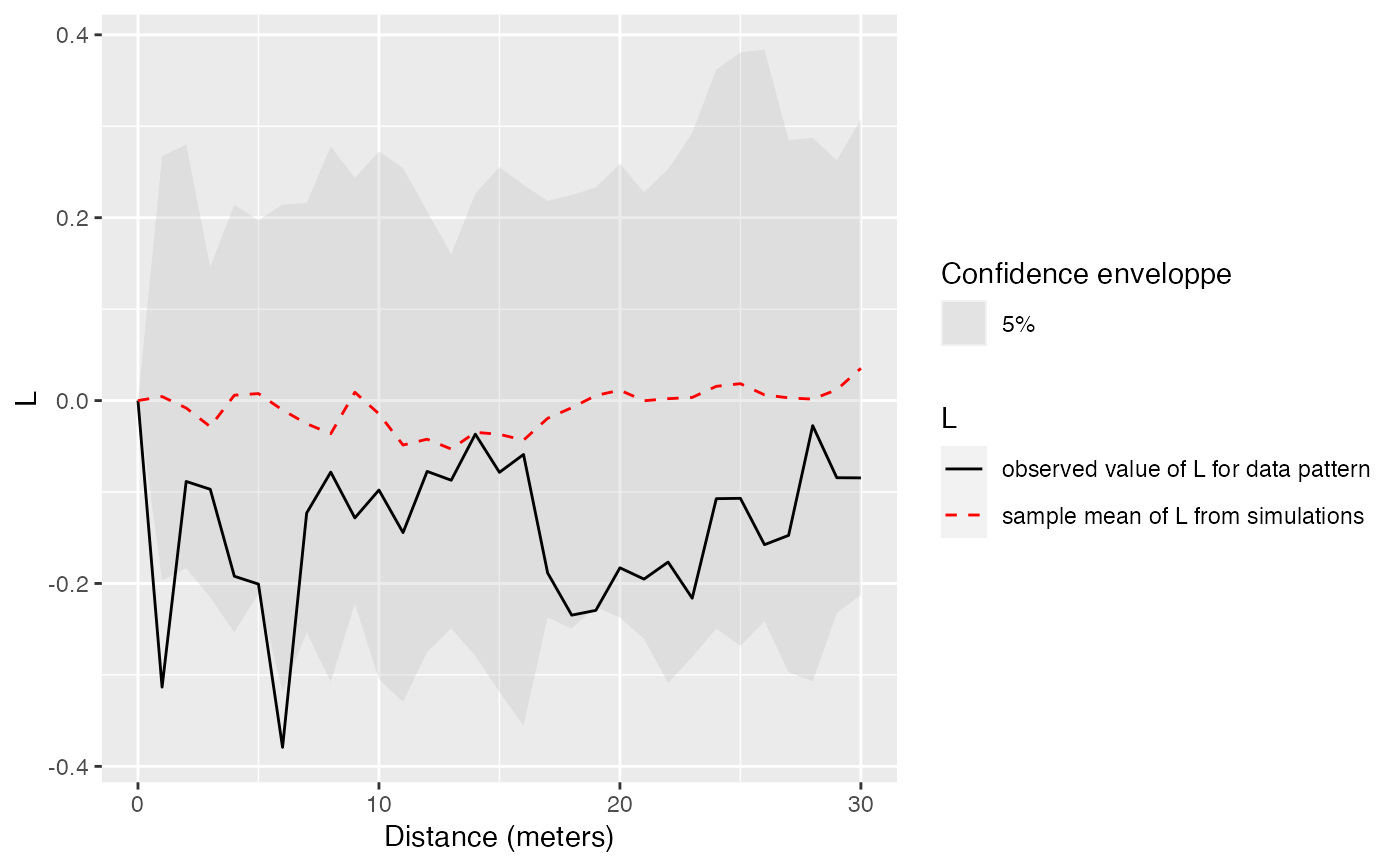 0.4
0.2
0.0
-0.2
-0.4
L
0
10
20
30
Distance (meters)
Confidence enveloppe
5%
L
observed value of L for data pattern
sample mean of L from simulations